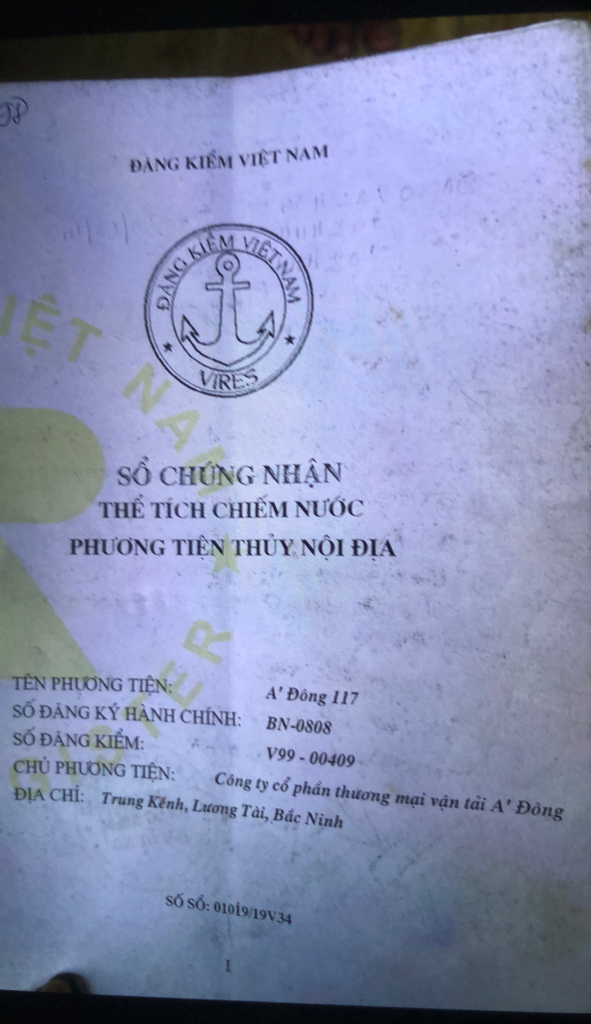 ĐĂNG KIỂM VIỆT NAM
ĐĂNG KIỂM VIỆT NAM
VIRES
IỆT NAM
SỔ CHỨNG NHẬN
THỂ TÍCH CHIẾM NƯỚC
PHƯƠNG TIỆN THỦY NỘI ĐỊA
TÊN PHƯƠNG TIỆN: A' Đông 117
SỐ ĐĂNG KÝ HÀNH CHÍNH: BN-0808
SỐ ĐĂNG KIỂM: V99 - 00409
CHỦ PHƯƠNG TIỆN: Công ty cổ phần thương mại vận tải A' Đông
ĐỊA CHỈ: Trung Kênh, Lương Tài, Bắc Ninh
SỐ SỔ: 01019/19V34
1